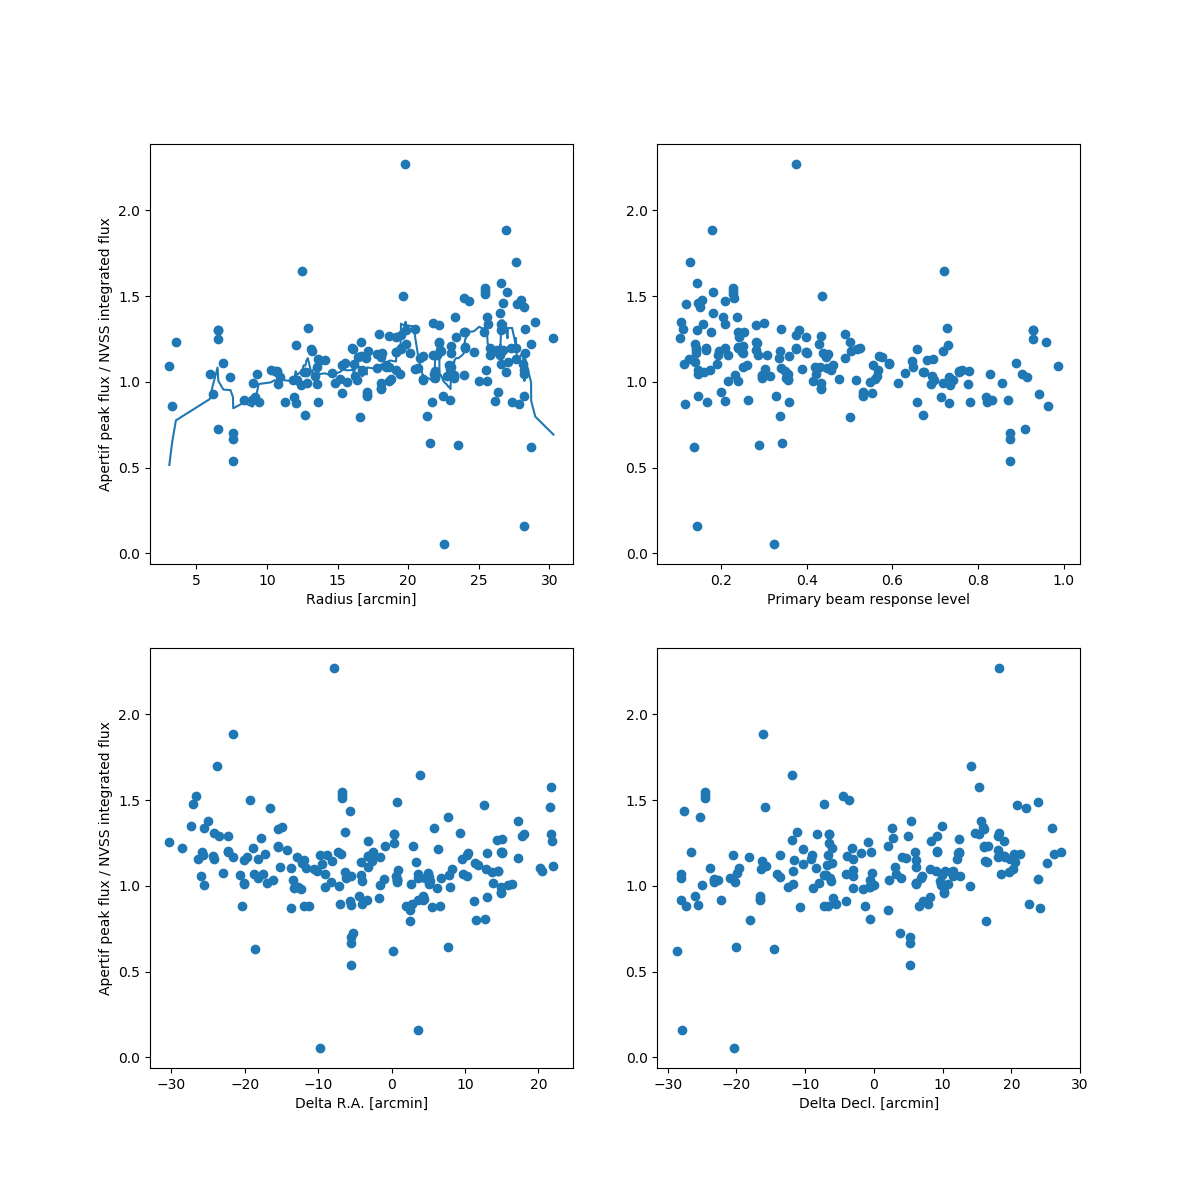 Apertif peak flux / NVSS integrated flux
2.0
1.5
1.0
0.5
0.0
5 10 15 20 25 30
Radius [arcmin]
2.0
1.5
1.0
0.5
0.0
0.2 0.4 0.6 0.8 1.0
Primary beam response level
Apertif peak flux / NVSS integrated flux
2.0
1.5
1.0
0.5
0.0
−30 −20 −10 0 10 20
Delta R.A. [arcmin]
2.0
1.5
1.0
0.5
0.0
−30 −20 −10 0 10 20 30
Delta Decl. [arcmin]